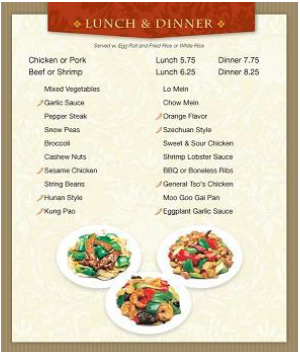 LUNCH & DINNER
Served w. Egg Roll and Fried Rice or White Rice
Chicken or Pork Lunch 5.75 Dinner 7.75
Beef or Shrimp Lunch 6.25 Dinner 8.25
Mixed Vegetables Lo Mein
Garlic Sauce Chow Mein
Pepper Steak Orange Flavor
Snow Peas Szechuan Style
Broccoli Sweet & Sour Chicken
Cashew Nuts Shrimp Lobster Sauce
Sesame Chicken BBQ or Boneless Ribs
String Beans General Tso's Chicken
Hunan Style Moo Goo Gai Pan
Kung Pao Eggplant Garlic Sauce